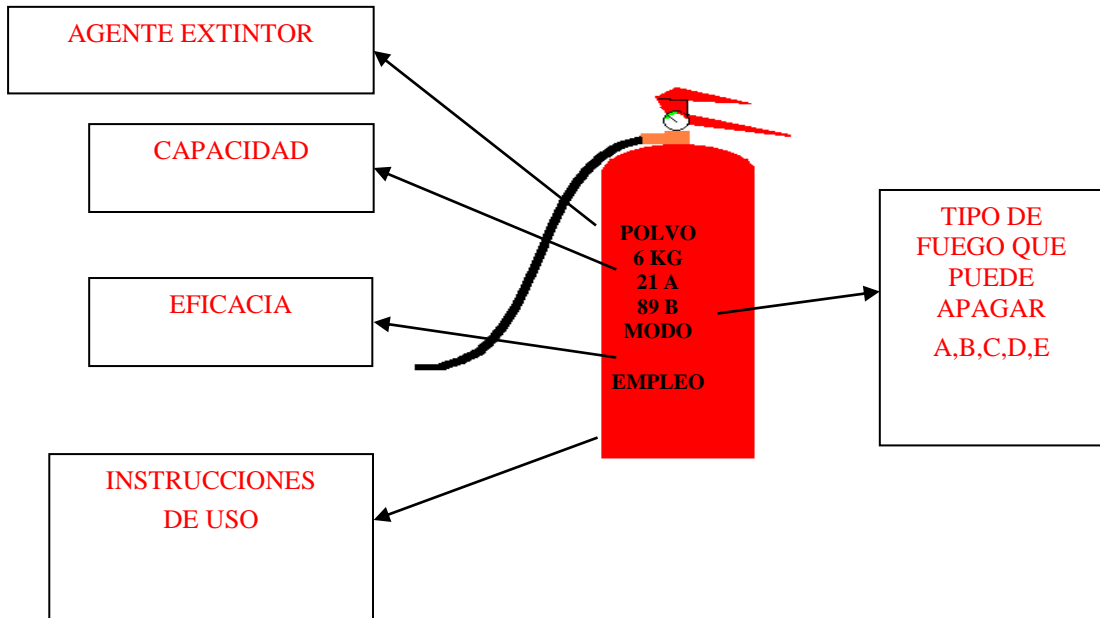 AGENTE EXTINTOR
CAPACIDAD
EFICACIA
INSTRUCCIONES
DE USO
POLVO
6 KG
21 A
89 B
MODO
EMPLEO
TIPO DE
FUEGO QUE
PUEDE
APAGAR
A,B,C,D,E